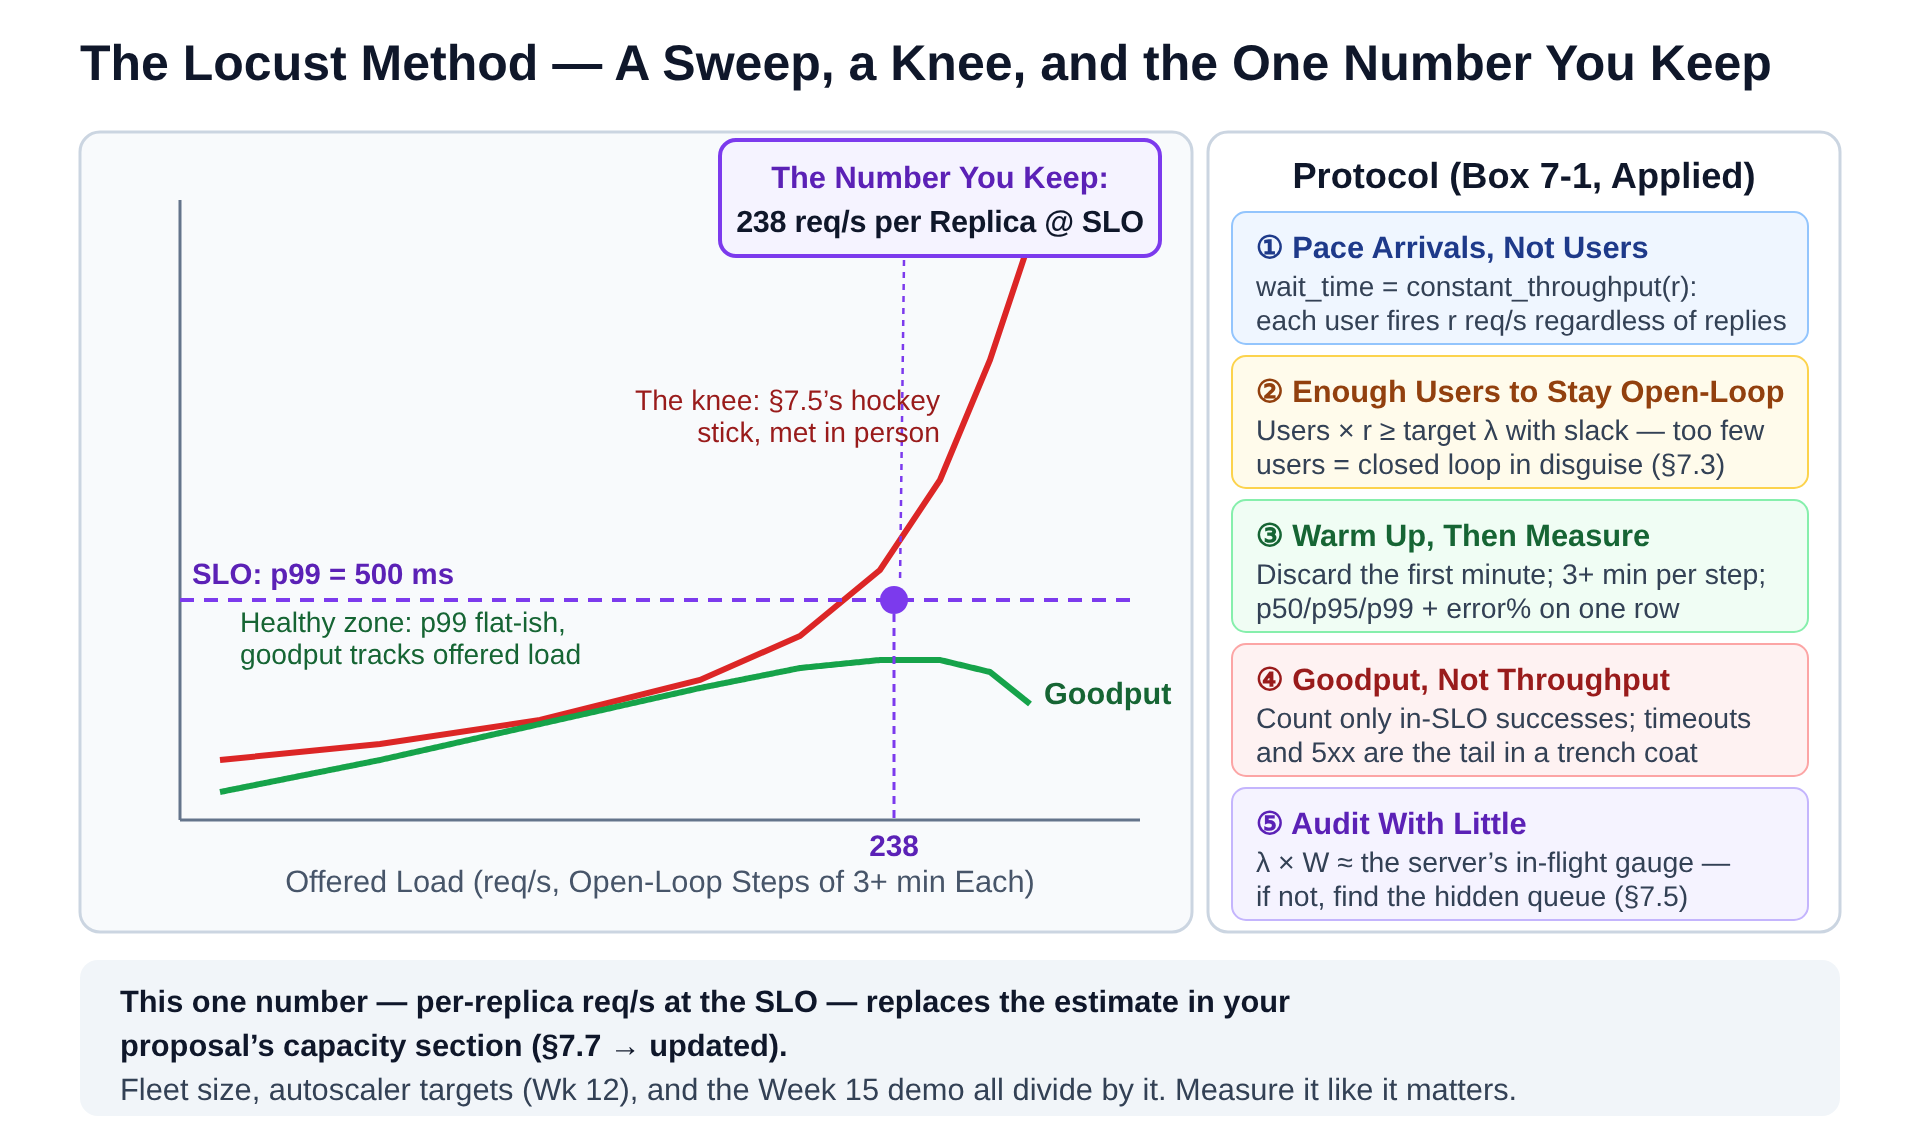 The Locust Method — A Sweep, a Knee, and the One Number You Keep
The Number You Keep:
238 req/s per Replica @ SLO
The knee: §7.5’s hockey
stick, met in person
SLO: p99 = 500 ms
Healthy zone: p99 flat-ish,
goodput tracks offered load
Goodput
238
Offered Load (req/s, Open-Loop Steps of 3+ min Each)
Protocol (Box 7-1, Applied)
① Pace Arrivals, Not Users
wait_time = constant_throughput(r):
each user fires r req/s regardless of replies
② Enough Users to Stay Open-Loop
Users × r ≥ target λ with slack — too few
users = closed loop in disguise (§7.3)
③ Warm Up, Then Measure
Discard the first minute; 3+ min per step;
p50/p95/p99 + error% on one row
④ Goodput, Not Throughput
Count only in-SLO successes; timeouts
and 5xx are the tail in a trench coat
⑤ Audit With Little
λ × W ≈ the server’s in-flight gauge —
if not, find the hidden queue (§7.5)
This one number — per-replica req/s at the SLO — replaces the estimate in your
proposal’s capacity section (§7.7 → updated).
Fleet size, autoscaler targets (Wk 12), and the Week 15 demo all divide by it. Measure it like it matters.